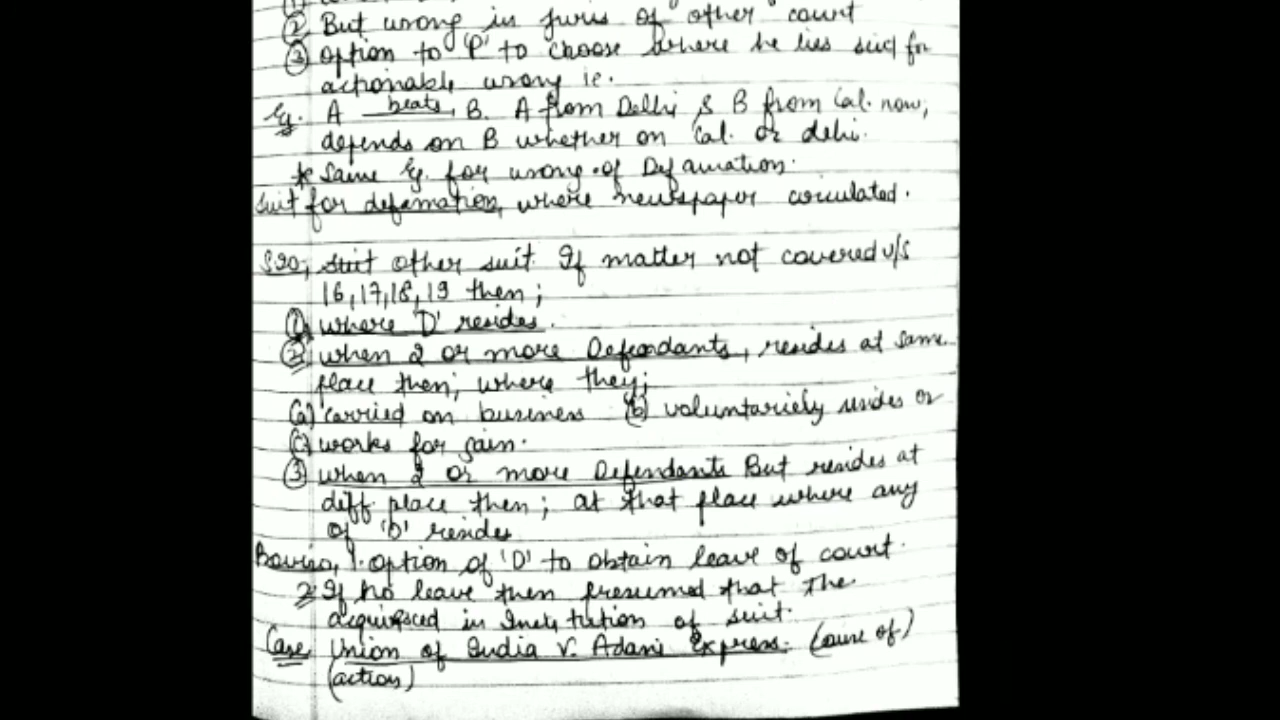 ② But wrong in juris of other court
③ option to 'P' to choose where he lies suit for
actionable wrong ie.
Eg. A beats B. A from Delhi & B from Cal. now,
depends on B whether on Cal. or delhi.
* Same Eg. for wrong of Defamation.
Suit for defamation, where newspaper circulated.
S20, suit other suit. If matter not covered u/s
16,17,18,19 then;
① where 'D' resides.
② when 2 or more Defendants, resides at same
place then; where they;
(a) carried on business (b) voluntariely resides or
(c) works for gain.
③ when 2 or more Defendants But resides at
diff. place then; at that place where any
of 'D' resides
1. option of 'D' to obtain leave of court.
2. If no leave then presumed that the
acquiesced in Institution of suit.
Case Union of India V. Adani Express. (cause of)
(action)